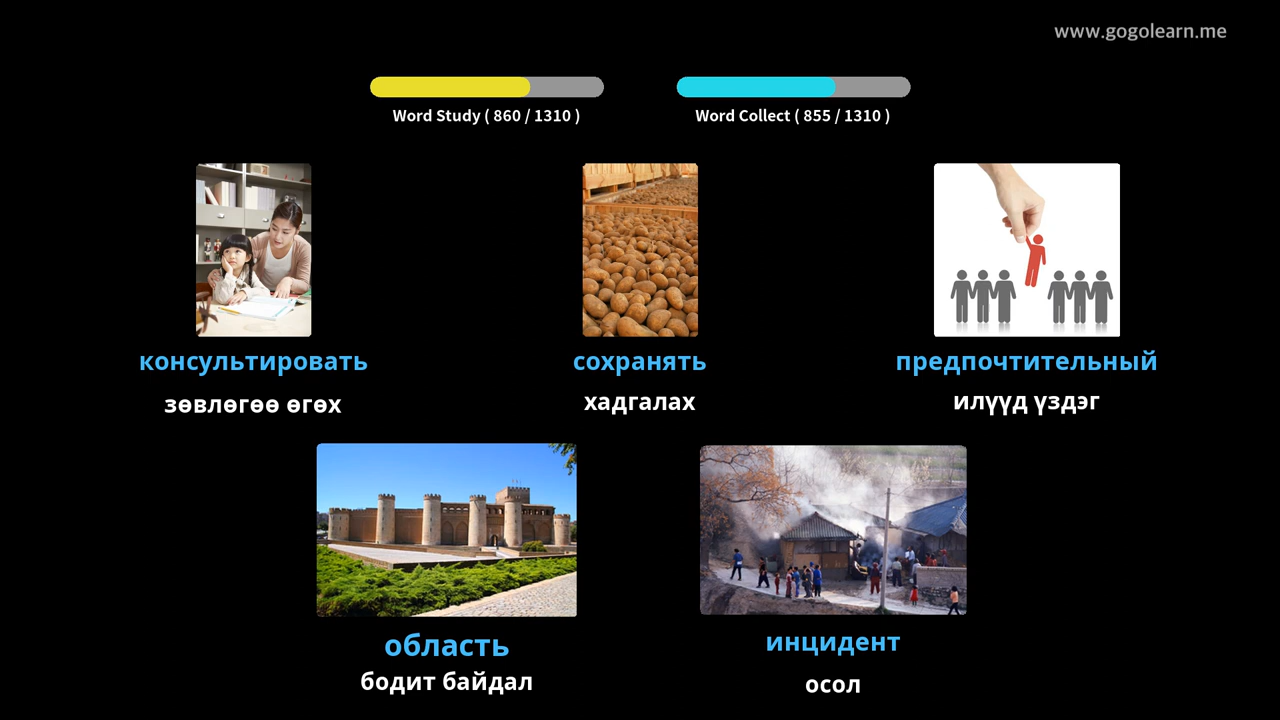 www.gogolearn.me
Word Study ( 860 / 1310 )
Word Collect ( 855 / 1310 )
консультировать
зөвлөгөө өгөх
сохранять
хадгалах
предпочтительный
илүүд үздэг
область
бодит байдал
инцидент
осол